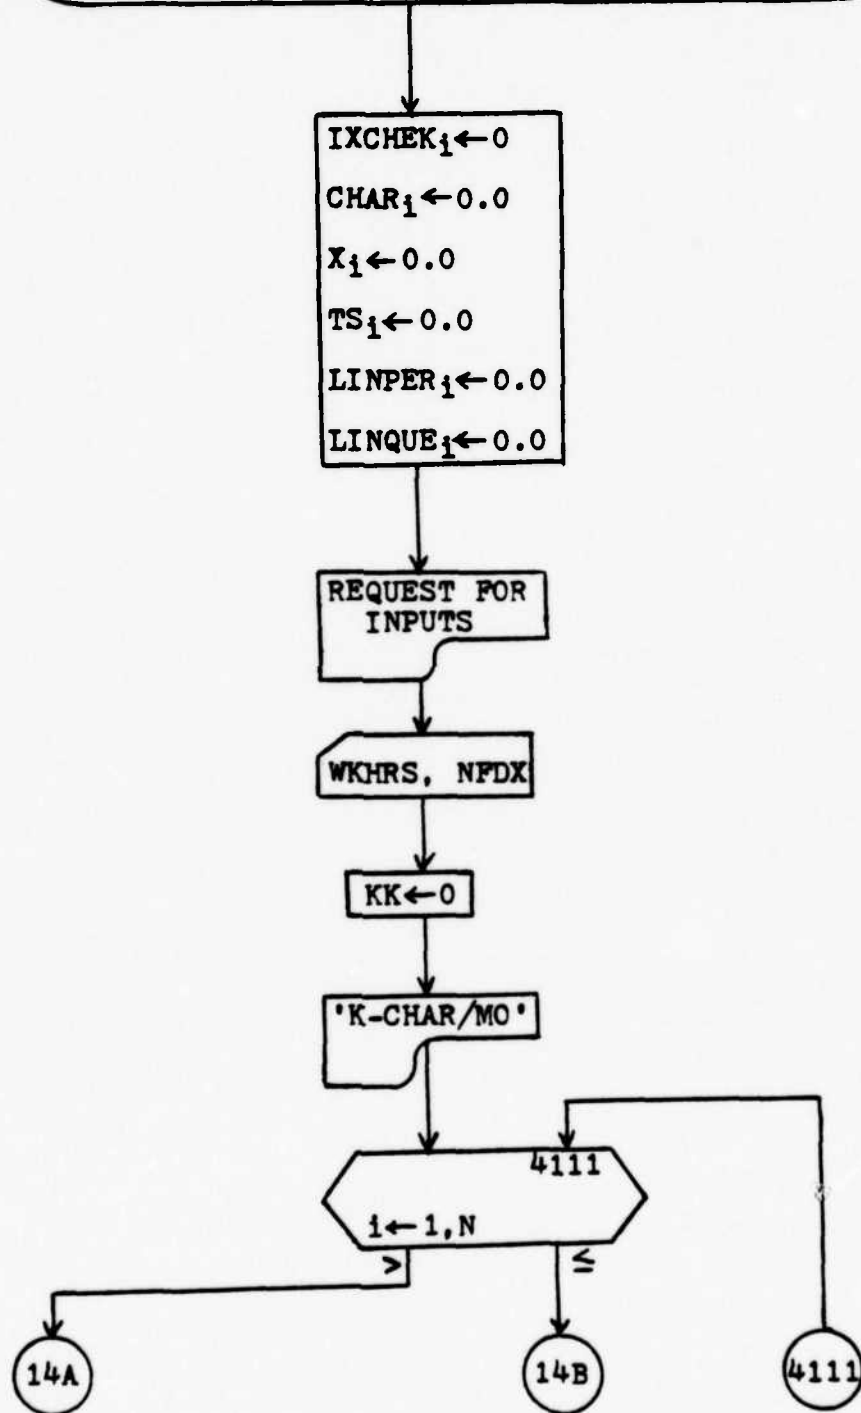 IXCHEKi←0
CHARi←0.0
Xi←0.0
TSi←0.0
LINPERi←0.0
LINQUEi←0.0
REQUEST FOR
INPUTS
WKHRS, NFDX
KK←0
'K-CHAR/MO'
4111
i←1,N
>
≤
14A
14B
4111